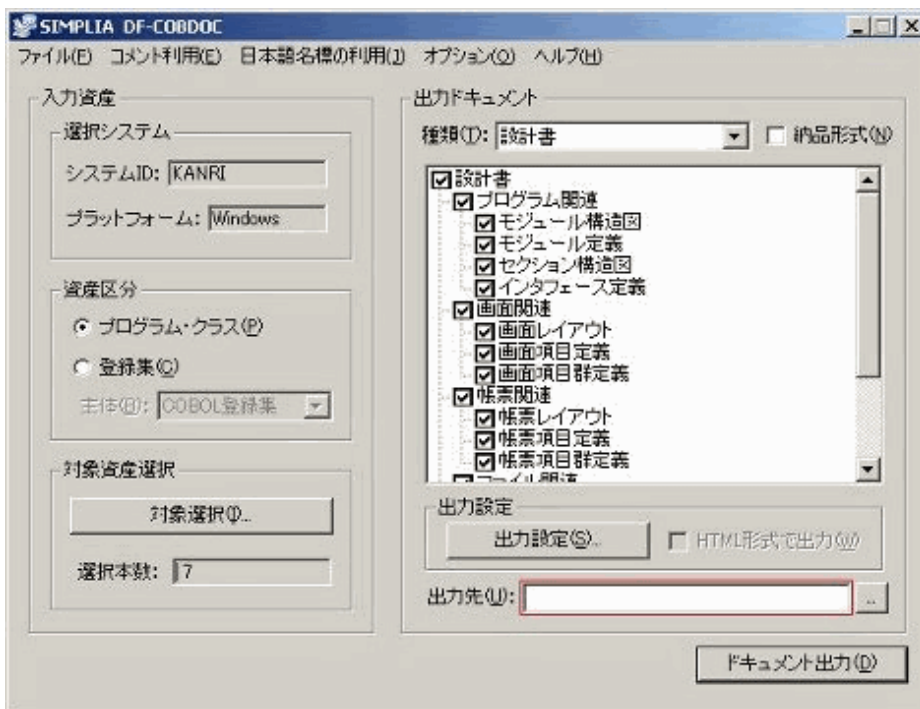 SIMPLIA DF-COBDOC
ファイル(F) コメント利用(E) 日本語名標の利用(J) オプション(O) ヘルプ(H)
入力資産
選択システム
システムID: KANRI
プラットフォーム: Windows
資産区分
プログラム・クラス(P)
登録集(C)
主体(B): COBOL登録集
対象資産選択
対象選択(I)...
選択本数: 7
出力ドキュメント
種類(T): 設計書 納品形式(N)
設計書
プログラム関連
モジュール構造図
モジュール定義
セクション構造図
インタフェース定義
画面関連
画面レイアウト
画面項目定義
画面項目群定義
帳票関連
帳票レイアウト
帳票項目定義
帳票項目群定義
ファイル関連
出力設定
出力設定(S)... HTML形式で出力(W)
出力先(U): ..
ドキュメント出力(D)